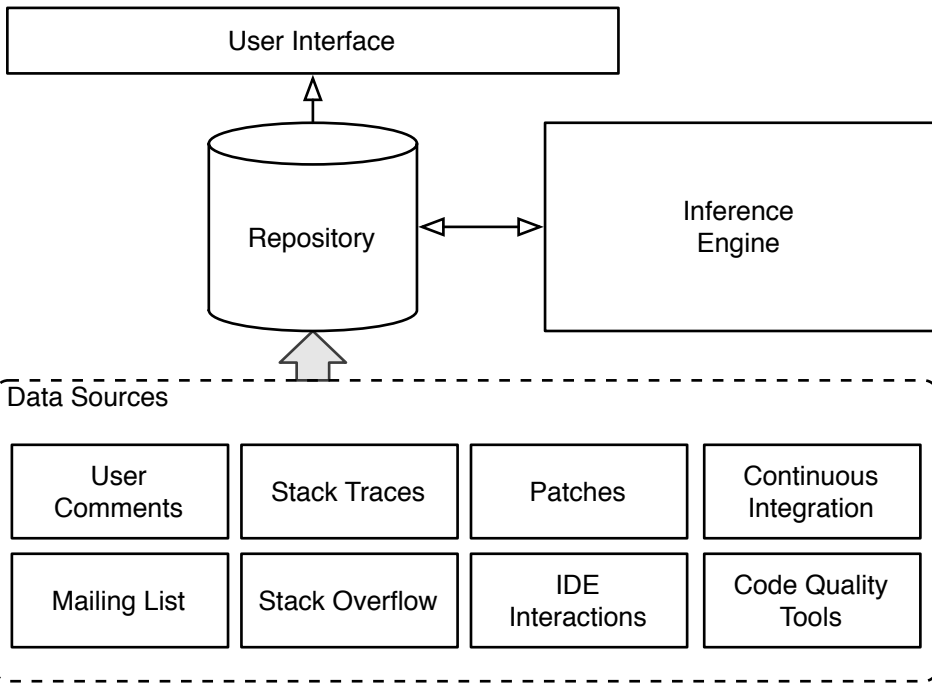 User Interface
Repository
Inference
Engine
Data Sources
User
Comments
Stack Traces
Patches
Continuous
Integration
Mailing List
Stack Overflow
IDE
Interactions
Code Quality
Tools